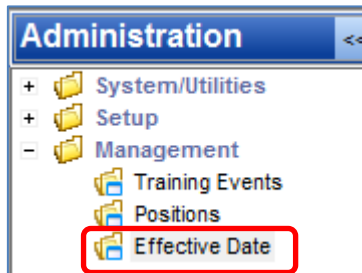 Administration <<
+ System/Utilities
+ Setup
− Management
Training Events
Positions
Effective Date